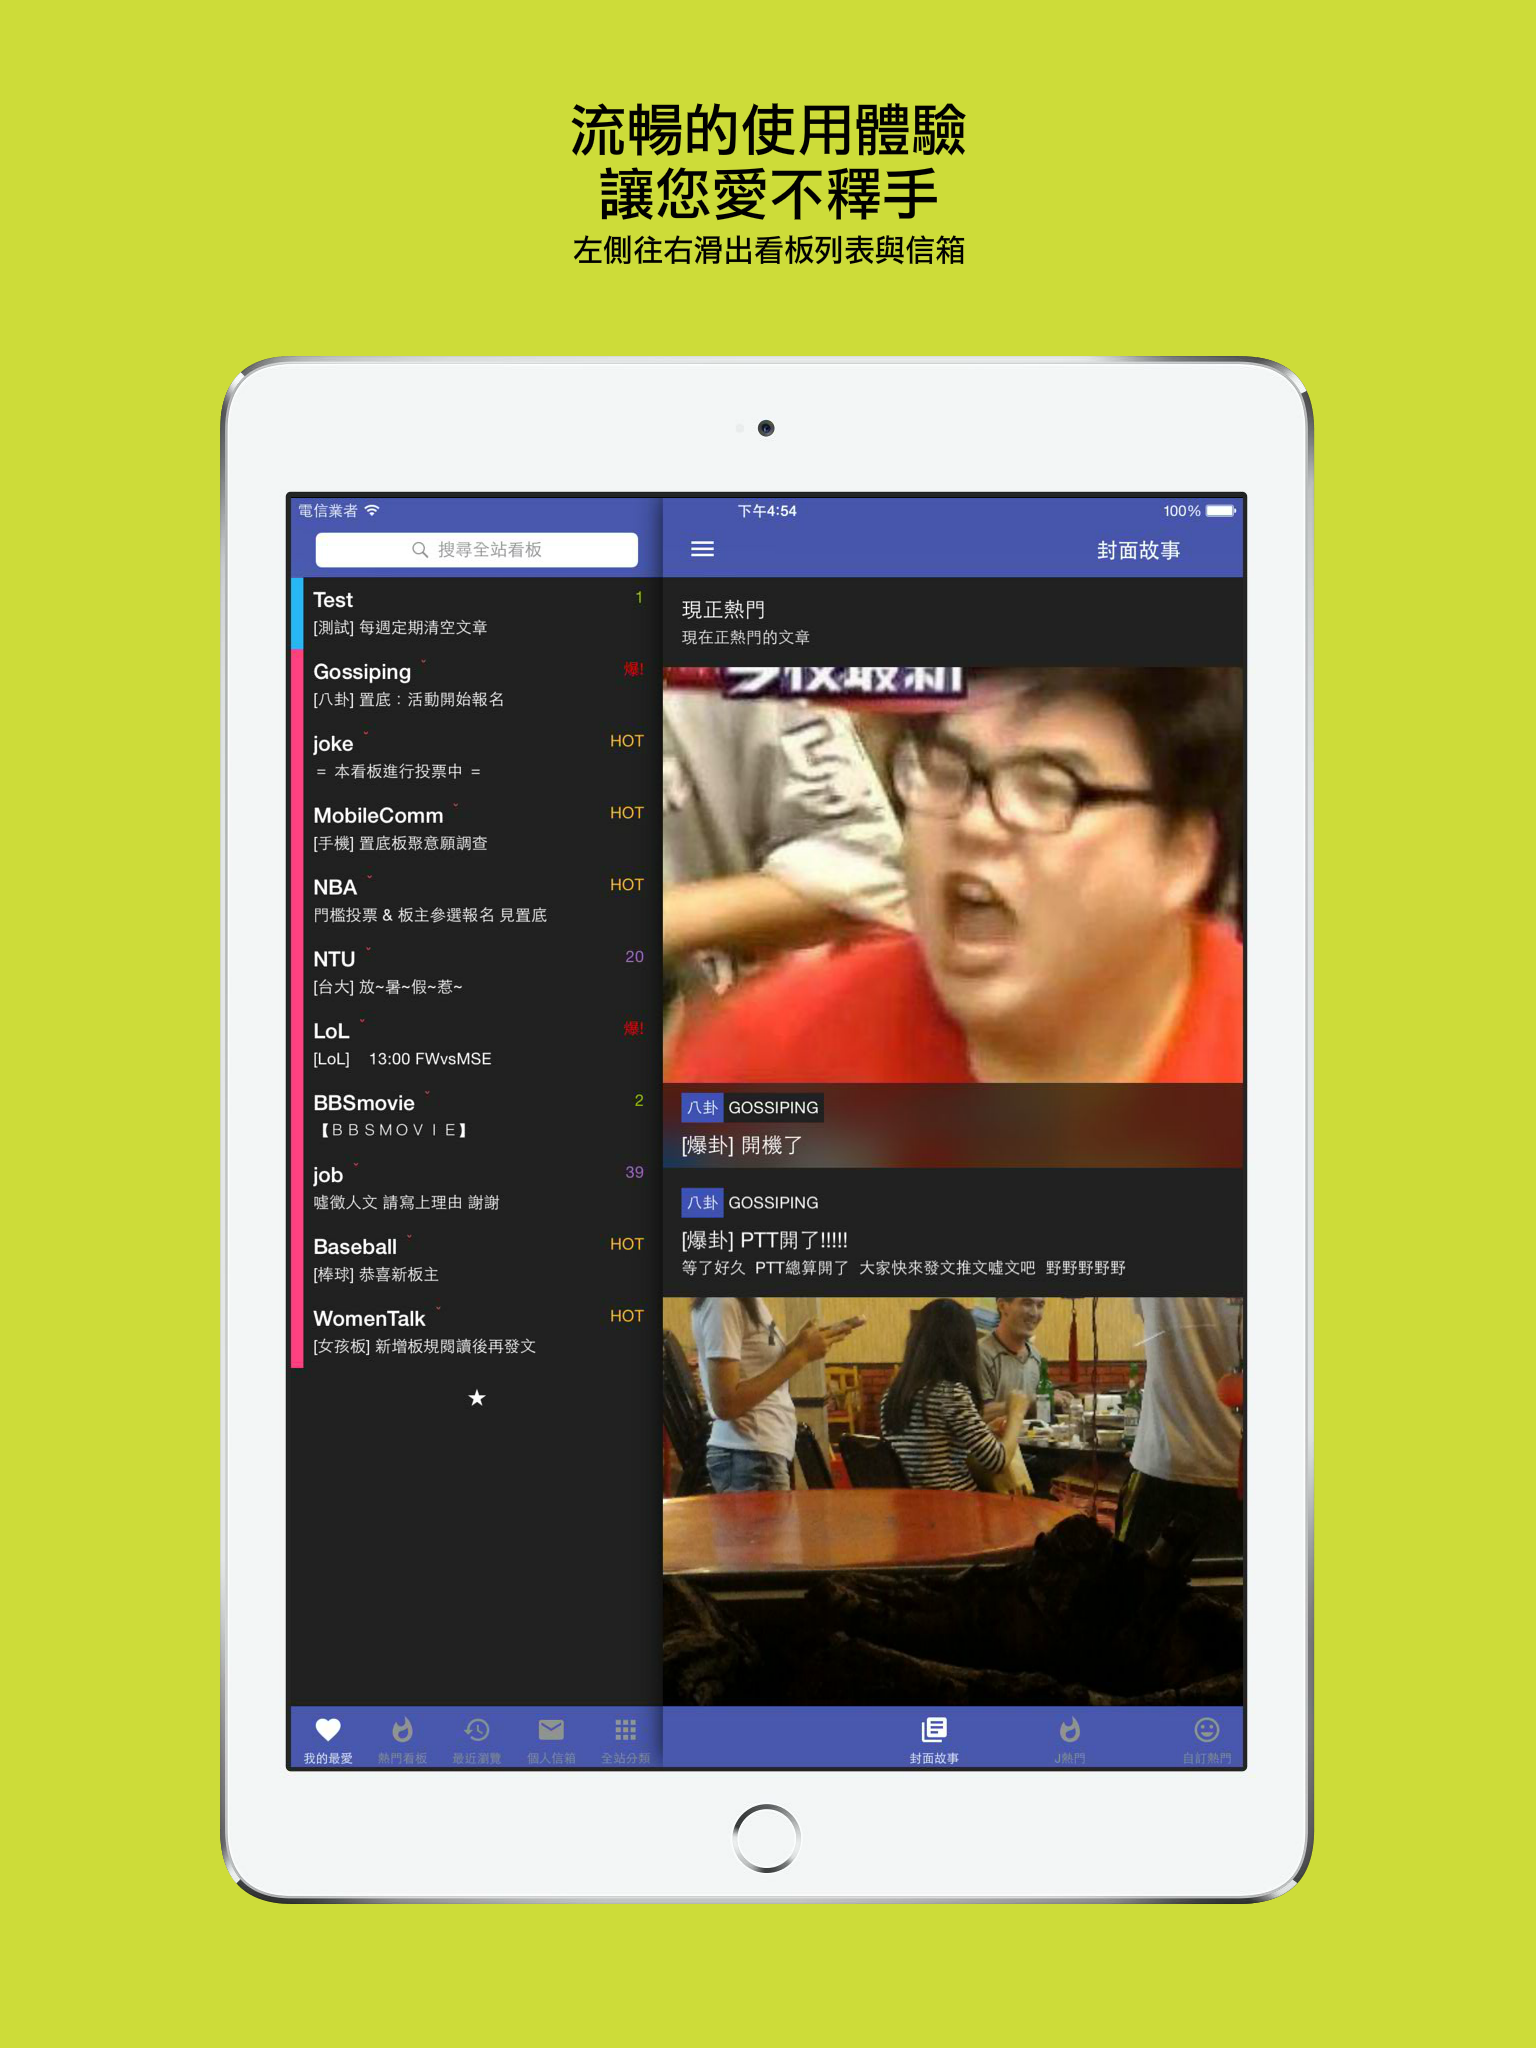 流暢的使用體驗
讓您愛不釋手
左側往右滑出看板列表與信箱
電信業者
下午4:54
100%
搜尋全站看板
封面故事
Test
1
[測試] 每週定期清空文章
Gossiping
爆!
[八卦] 置底：活動開始報名
joke
HOT
＝ 本看板進行投票中 ＝
MobileComm
HOT
[手機] 置底板聚意願調查
NBA
HOT
門檻投票 & 板主參選報名 見置底
NTU
20
[台大] 放~暑~假~惹~
LoL
爆!
[LoL] 13:00 FWvsMSE
BBSmovie
2
【ＢＢＳＭＯＶＩＥ】
job
39
噓徵人文 請寫上理由 謝謝
Baseball
HOT
[棒球] 恭喜新板主
WomenTalk
HOT
[女孩板] 新增板規閱讀後再發文
★
我的最愛
熱門看板
最近瀏覽
個人信箱
全站分類
現正熱門
現在正熱門的文章
八卦 GOSSIPING
[爆卦] 開機了
八卦 GOSSIPING
[爆卦] PTT開了!!!!!
等了好久 PTT總算開了 大家快來發文推文噓文吧 野野野野野
封面故事
J熱門
自訂熱門